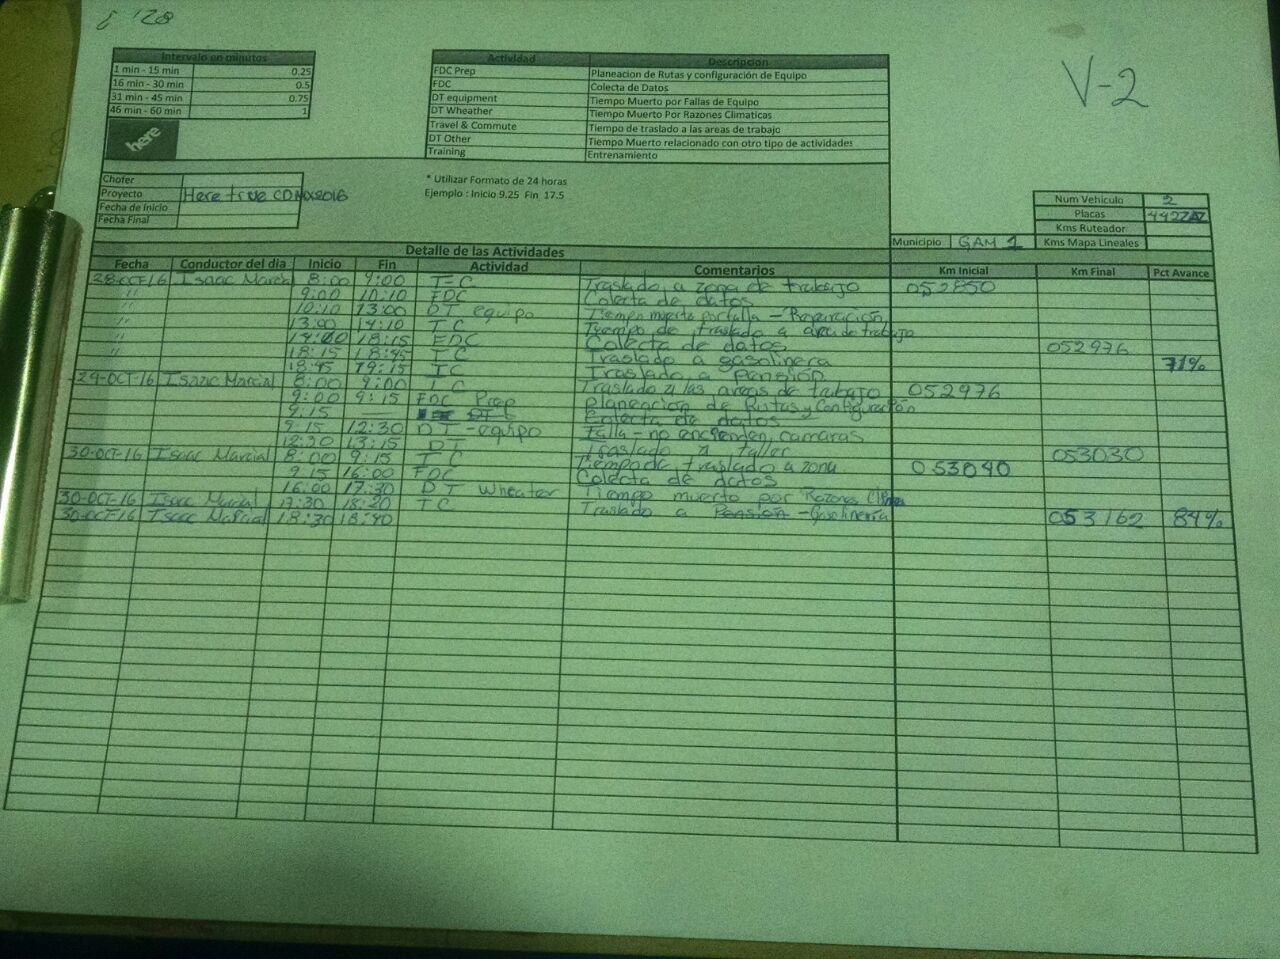 128
V-2
Intervalo en minutos
1 min - 15 min 0.25
16 min - 30 min 0.5
31 min - 45 min 0.75
46 min - 60 min 1
here
Actividad Descripcion
FDC Prep Planeacion de Rutas y configuración de Equipo
FDC Colecta de Datos
DT equipment Tiempo Muerto por Fallas de Equipo
DT Wheather Tiempo Muerto Por Razones Climaticas
Travel & Commute Tiempo de traslado a las areas de trabajo
DT Other Tiempo Muerto relacionado con otro tipo de actividades
Training Entrenamiento
* Utilizar Formato de 24 horas
Ejemplo : Inicio 9.25 Fin 17.5
Chofer
Proyecto Here true CDMX2016
Fecha de Inicio
Fecha Final
Num Vehiculo 2
Placas
Kms Ruteador
Municipio GAM 1 Kms Mapa Lineales
Detalle de las Actividades
Fecha Conductor del dia Inicio Fin Actividad Comentarios Km Inicial Km Final Pct Avance
28-OCT-16 Isaac Marcial 8:00 9:00 T-C Traslado a zona de trabajo 052850
" 9:00 10:10 FDC Colecta de datos
" 10:10 13:00 DT equipo Tiempo muerto por falla - Reparación
" 13:00 14:10 TC Tiempo de traslado a area de trabajo
" 14:00 18:15 FDC Colecta de datos 052976
" 18:15 18:45 TC Traslado a gasolinera
18:45 19:15 TC Traslado a Pensión 71%
29-OCT-16 Isaac Marcial 8:00 9:00 TC Traslado a las areas de trabajo 052976
9:00 9:15 FDC Prep Planeación de Rutas y Configuración
9:15 — Colecta de datos
9:15 12:30 DT-equipo Falla - no encienden camaras
12:30 13:15 DT Traslado a taller 053030
30-OCT-16 Isaac Marcial 8:00 9:15 TC Tiempo de traslado a zona 053040
9:15 16:00 FDC Colecta de datos
16:00 17:30 DT Wheater Tiempo muerto por Razones
30-OCT-16 Isaac Marcial 17:30 18:20 TC Traslado a Pensión - Gasolinería
30-OCT-16 Isaac Marcial 18:30 18:40 053162 84%